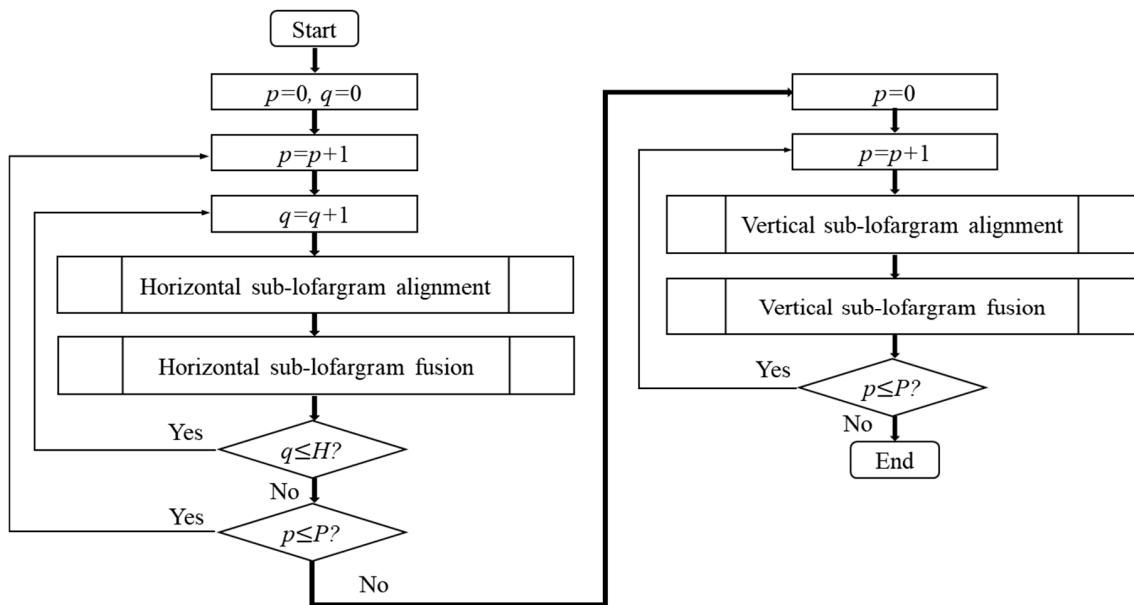 Start
p=0, q=0
p=p+1
q=q+1
Horizontal sub-lofargram alignment
Horizontal sub-lofargram fusion
Yes
q≤H?
No
Yes
p≤P?
No
p=0
p=p+1
Vertical sub-lofargram alignment
Vertical sub-lofargram fusion
Yes
p≤P?
No
End